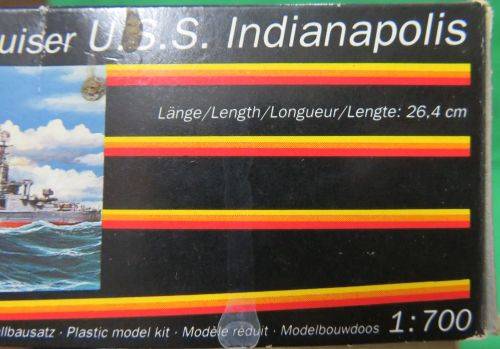 uiser U.S.S. Indianapolis
Länge/Length/Longueur/Lengte: 26,4 cm
llbausatz · Plastic model kit · Modèle réduit · Modelbouwdoos 1:700